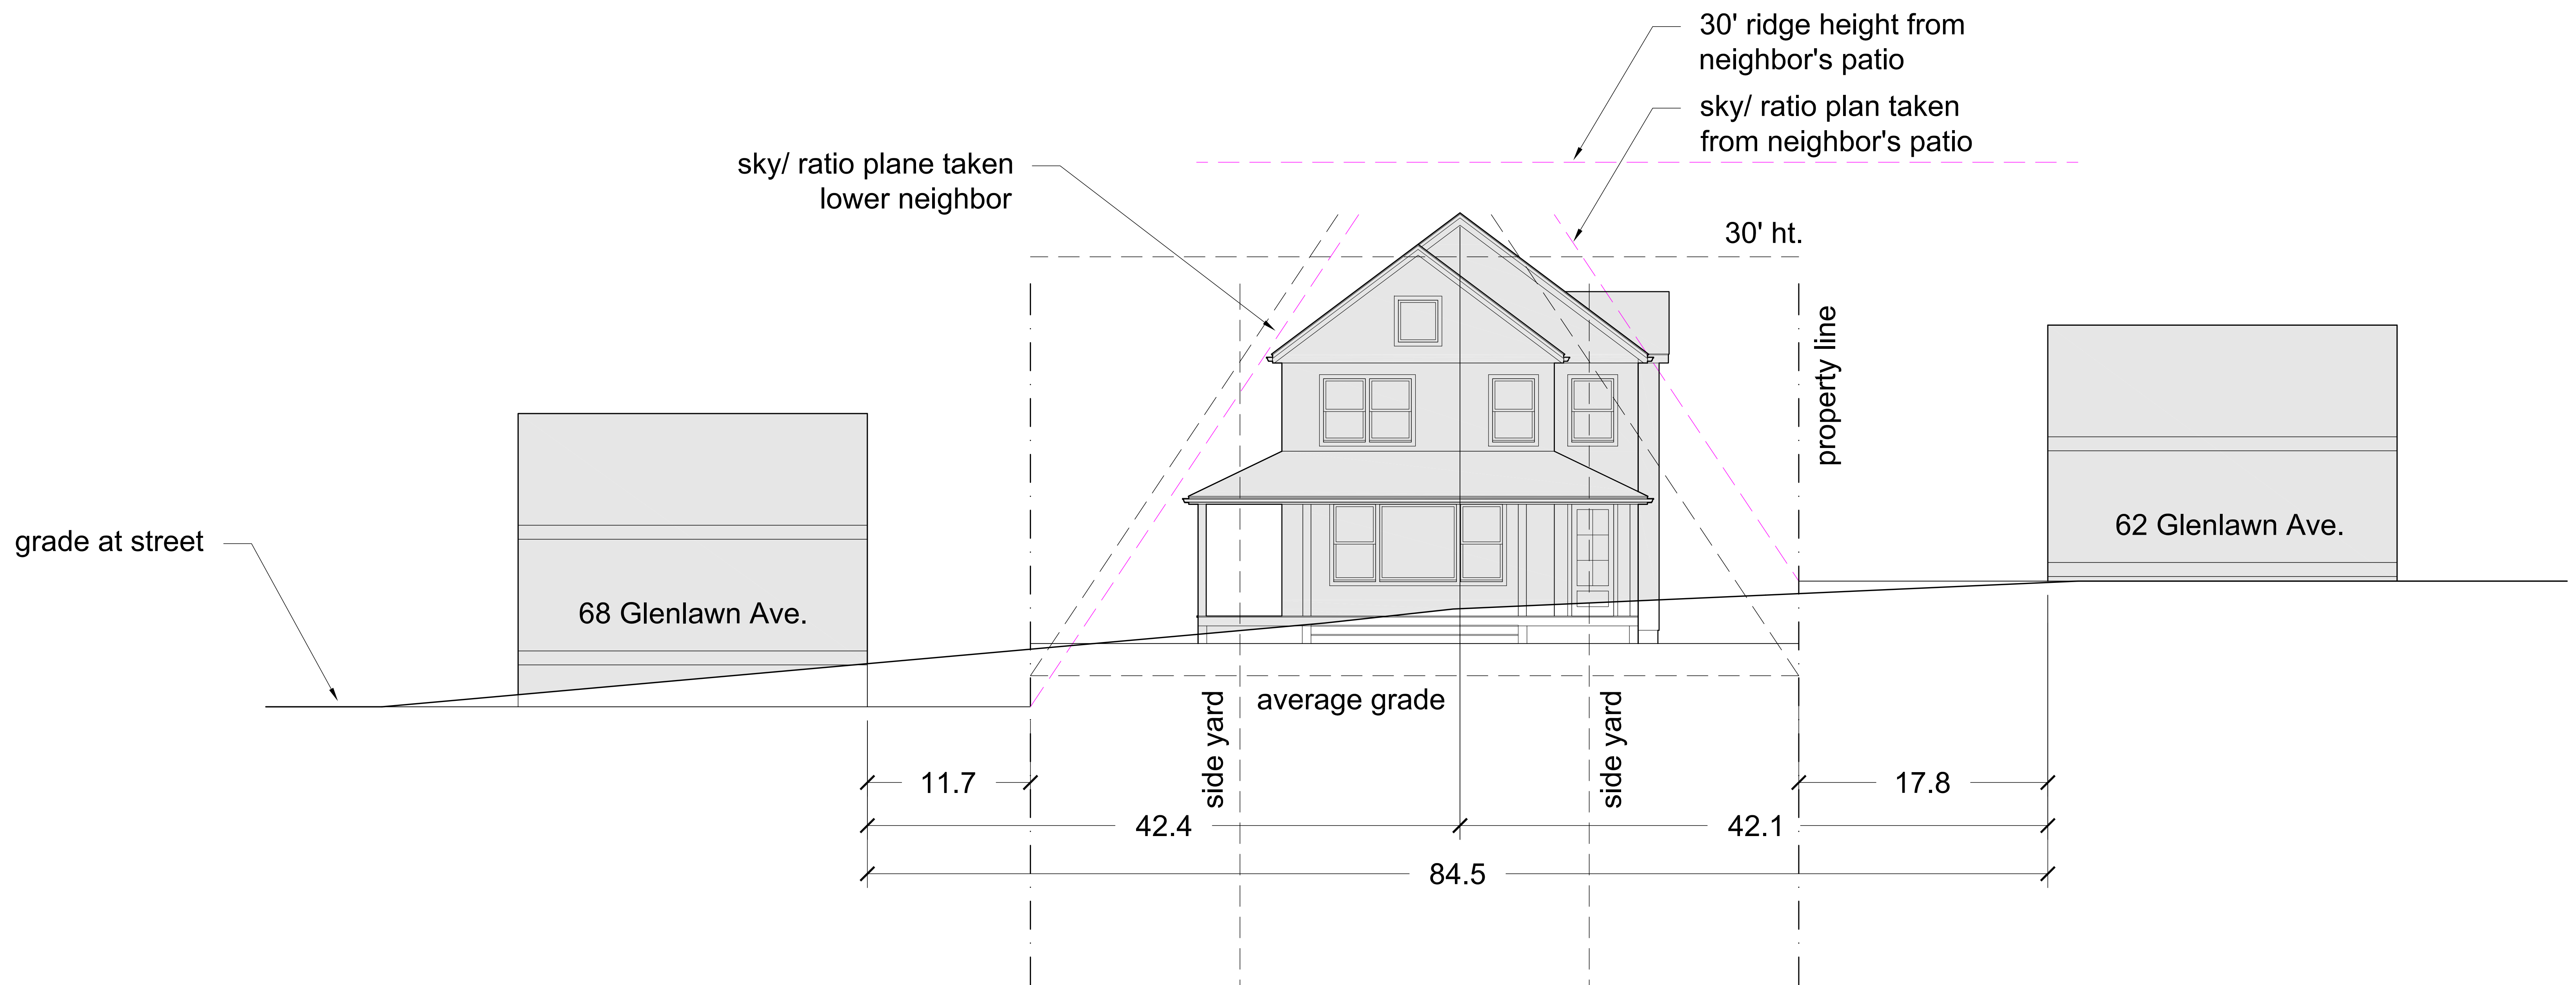 30' ridge height from
neighbor's patio
sky/ ratio plan taken
from neighbor's patio
sky/ ratio plane taken
lower neighbor
30' ht.
property line
grade at street
68 Glenlawn Ave.
62 Glenlawn Ave.
average grade
side yard
side yard
11.7
17.8
42.4
42.1
84.5